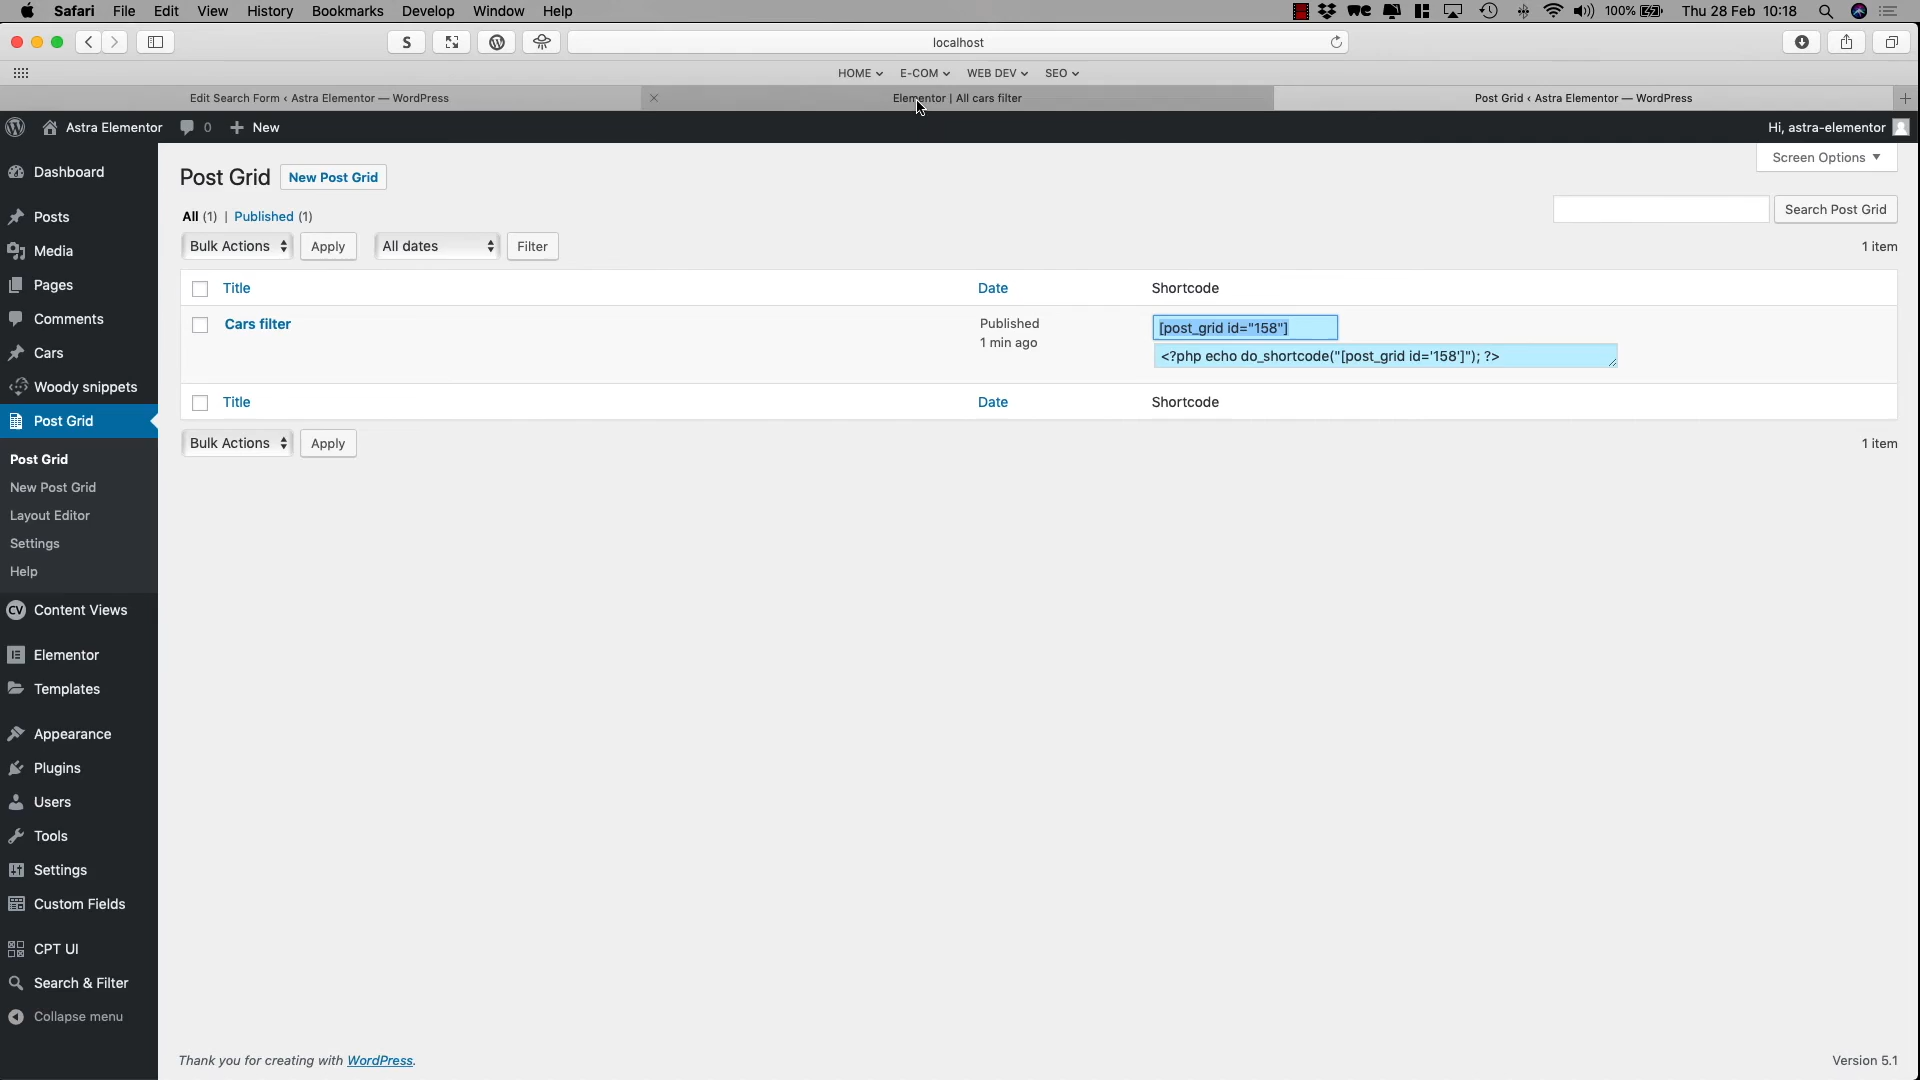 Safari File Edit View History Bookmarks Develop Window Help 100% Thu 28 Feb 10:18
S localhost
HOME E-COM WEB DEV SEO
Edit Search Form ‹ Astra Elementor — WordPress Elementor | All cars filter Post Grid ‹ Astra Elementor — WordPress
Astra Elementor 0 New Hi, astra-elementor
Screen Options
Post Grid New Post Grid
All (1) | Published (1)
Search Post Grid
Bulk Actions Apply All dates Filter 1 item
Title Date Shortcode
Cars filter Published [post_grid id="158"]
1 min ago
<?php echo do_shortcode("[post_grid id='158']"); ?>
Title Date Shortcode
Bulk Actions Apply 1 item
Dashboard
Posts
Media
Pages
Comments
Cars
Woody snippets
Post Grid
Post Grid
New Post Grid
Layout Editor
Settings
Help
CV Content Views
Elementor
Templates
Appearance
Plugins
Users
Tools
Settings
Custom Fields
CPT UI
Search & Filter
Collapse menu
Thank you for creating with WordPress. Version 5.1